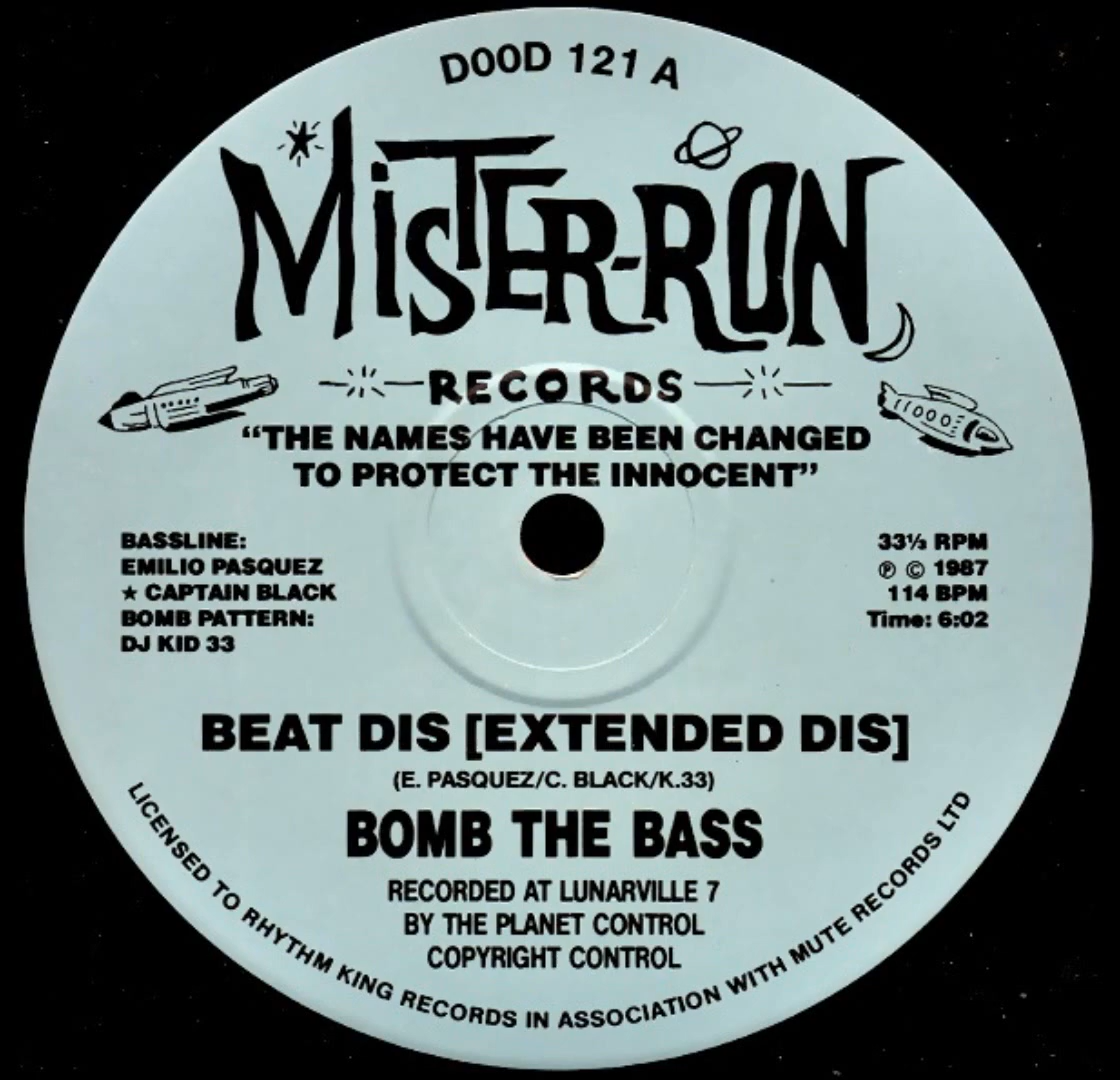 DOOD 121 A
MiSTER-RON
RECORDS
“THE NAMES HAVE BEEN CHANGED
TO PROTECT THE INNOCENT”
BASSLINE:
EMILIO PASQUEZ
★ CAPTAIN BLACK
BOMB PATTERN:
DJ KID 33
33⅓ RPM
℗ © 1987
114 BPM
Time: 6:02
BEAT DIS [EXTENDED DIS]
(E. PASQUEZ/C. BLACK/K.33)
BOMB THE BASS
RECORDED AT LUNARVILLE 7
BY THE PLANET CONTROL
COPYRIGHT CONTROL
LICENSED TO RHYTHM KING RECORDS IN ASSOCIATION WITH MUTE RECORDS LTD